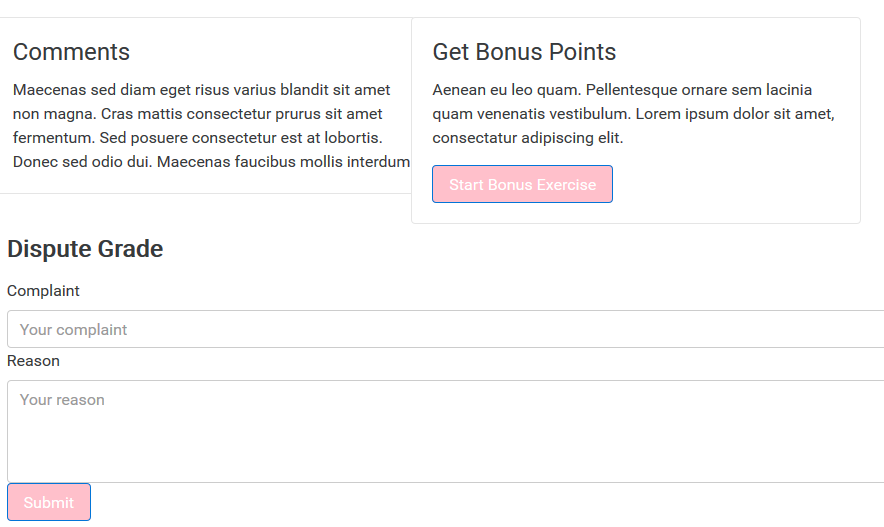 Comments
Maecenas sed diam eget risus varius blandit sit amet
non magna. Cras mattis consectetur prurus sit amet
fermentum. Sed posuere consectetur est at lobortis.
Donec sed odio dui. Maecenas faucibus mollis interdum
Get Bonus Points
Aenean eu leo quam. Pellentesque ornare sem lacinia
quam venenatis vestibulum. Lorem ipsum dolor sit amet,
consectatur adipiscing elit.
Start Bonus Exercise
Dispute Grade
Complaint
Your complaint
Reason
Your reason
Submit